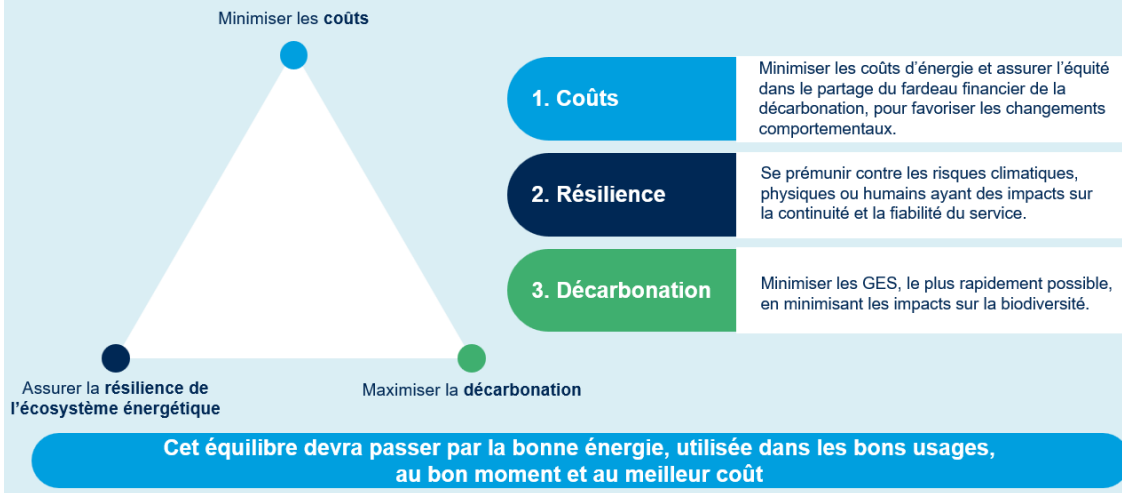 Minimiser les coûts
1. Coûts
Minimiser les coûts d’énergie et assurer l’équité
dans le partage du fardeau financier de la
décarbonation, pour favoriser les changements
comportementaux.
2. Résilience
Se prémunir contre les risques climatiques,
physiques ou humains ayant des impacts sur
la continuité et la fiabilité du service.
3. Décarbonation
Minimiser les GES, le plus rapidement possible,
en minimisant les impacts sur la biodiversité.
Assurer la résilience de
l’écosystème énergétique
Maximiser la décarbonation
Cet équilibre devra passer par la bonne énergie, utilisée dans les bons usages,
au bon moment et au meilleur coût